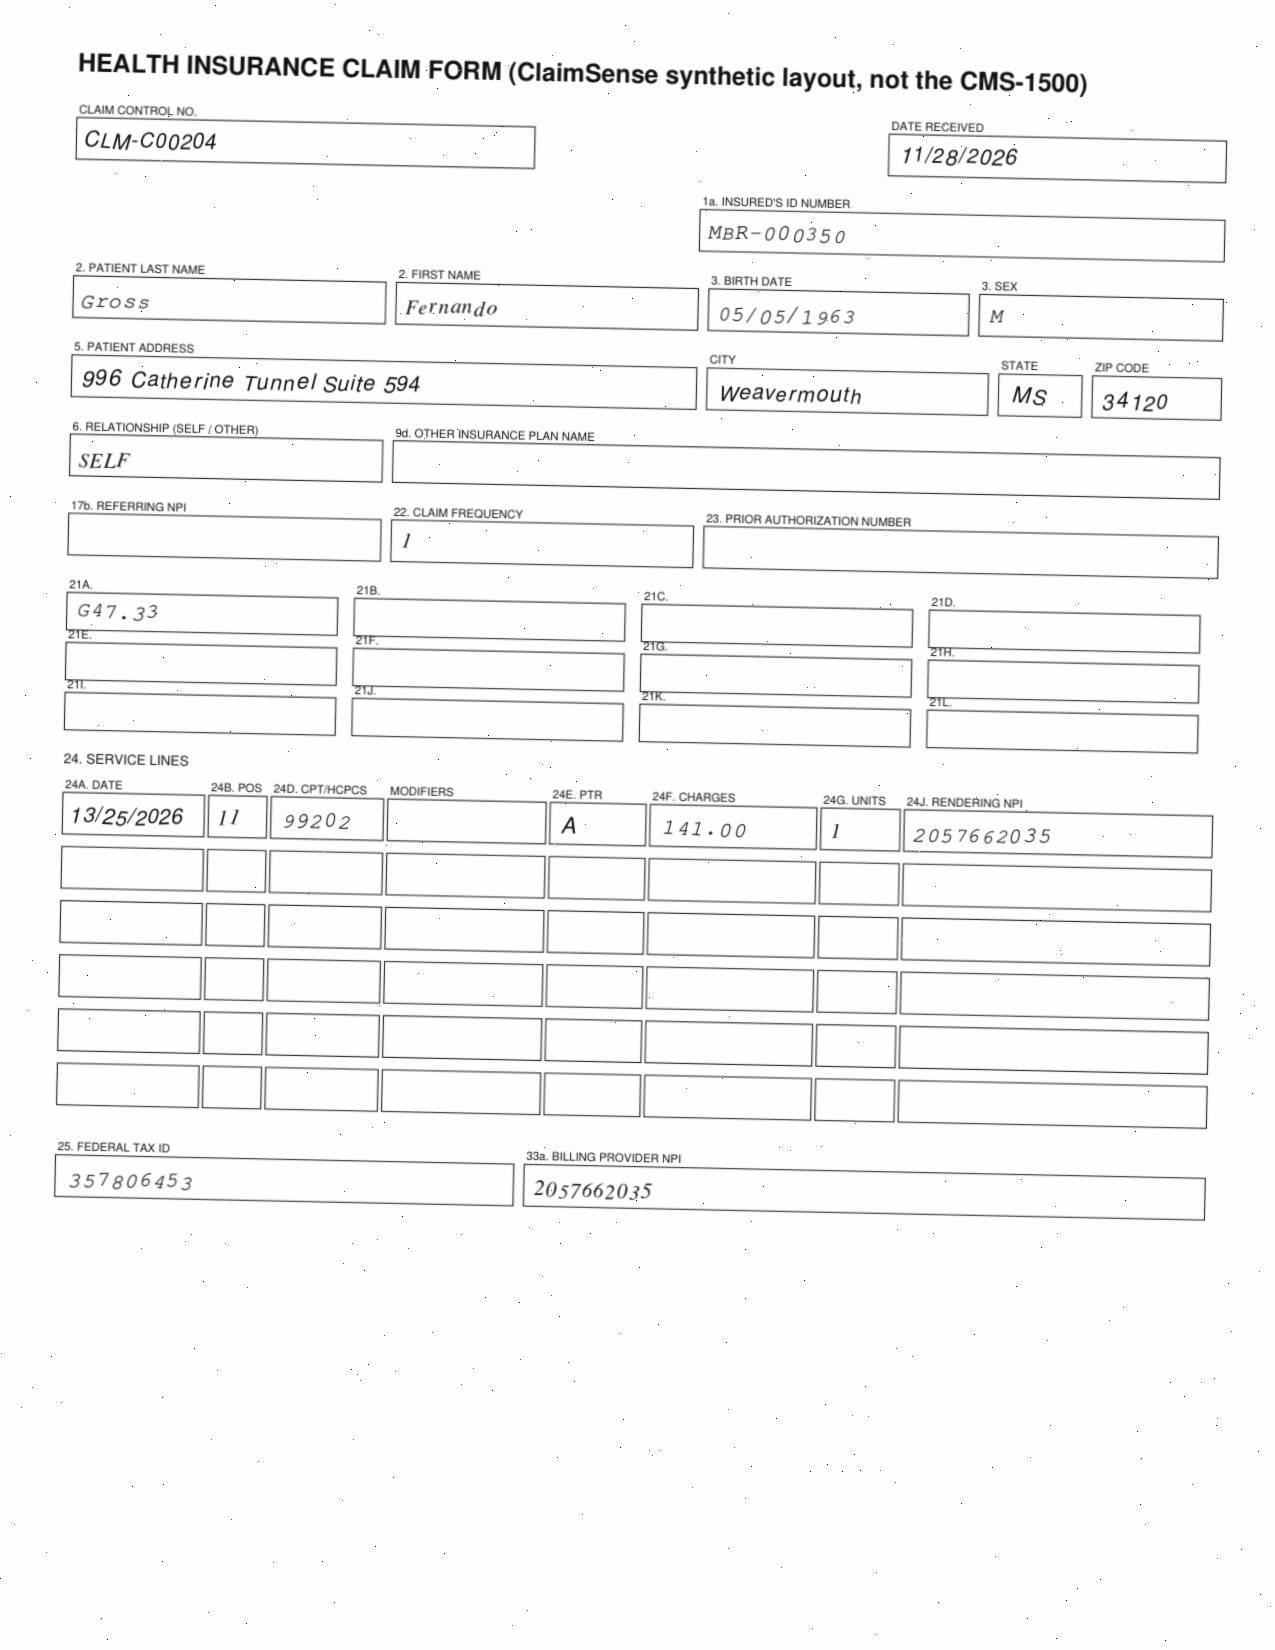 HEALTH INSURANCE CLAIM FORM (ClaimSense synthetic layout, not the CMS-1500)
CLAIM CONTROL NO.
CLM-C00204
DATE RECEIVED
11/28/2026
1a. INSURED'S ID NUMBER
MBR-000350
2. PATIENT LAST NAME
Gross
2. FIRST NAME
Fernando
3. BIRTH DATE
05/05/1963
3. SEX
M
5. PATIENT ADDRESS
996 Catherine Tunnel Suite 594
CITY
Weavermouth
STATE
MS
ZIP CODE
34120
6. RELATIONSHIP (SELF / OTHER)
SELF
9d. OTHER INSURANCE PLAN NAME
17b. REFERRING NPI
22. CLAIM FREQUENCY
1
23. PRIOR AUTHORIZATION NUMBER
21A.
G47.33
21B.
21C.
21D.
21E.
21F.
21G.
21H.
21I.
21J.
21K.
21L.
24. SERVICE LINES
24A. DATE 24B. POS 24D. CPT/HCPCS MODIFIERS 24E. PTR 24F. CHARGES 24G. UNITS 24J. RENDERING NPI
13/25/2026 11 99202 A 141.00 1 2057662035
25. FEDERAL TAX ID
357806453
33a. BILLING PROVIDER NPI
2057662035